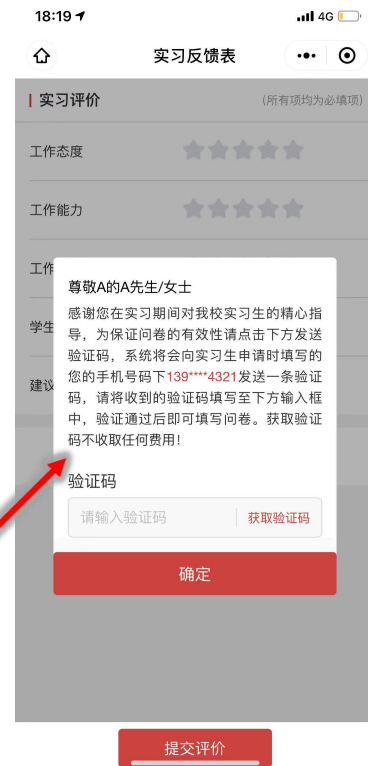 18:19
4G
实习反馈表
实习评价
(所有项均为必填项)
工作态度
工作能力
工作
尊敬A的A先生/女士
感谢您在实习期间对我校实习生的精心指
导，为保证问卷的有效性请点击下方发送
验证码，系统将会向实习生申请时填写的
您的手机号码下139****4321发送一条验证
码，请将收到的验证码填写至下方输入框
中，验证通过后即可填写问卷。获取验证
码不收取任何费用！
学生
建议
验证码
请输入验证码
获取验证码
确定
提交评价